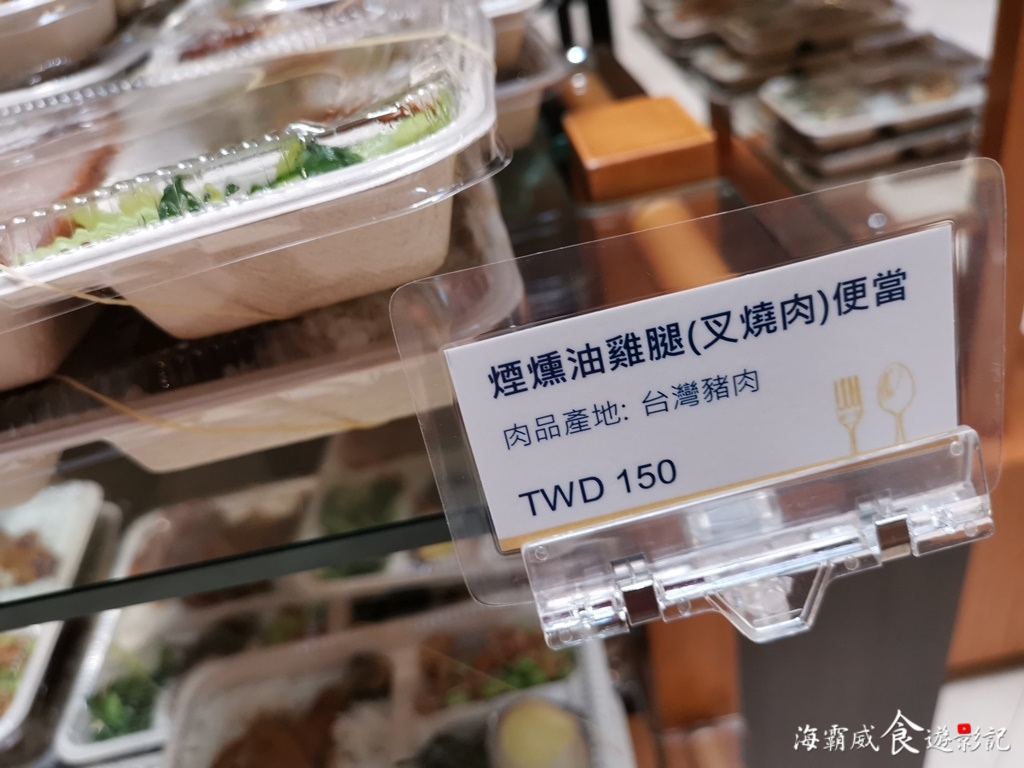 煙燻油雞腿(叉燒肉)便當
肉品產地: 台灣豬肉
TWD 150
海霸威食遊影記